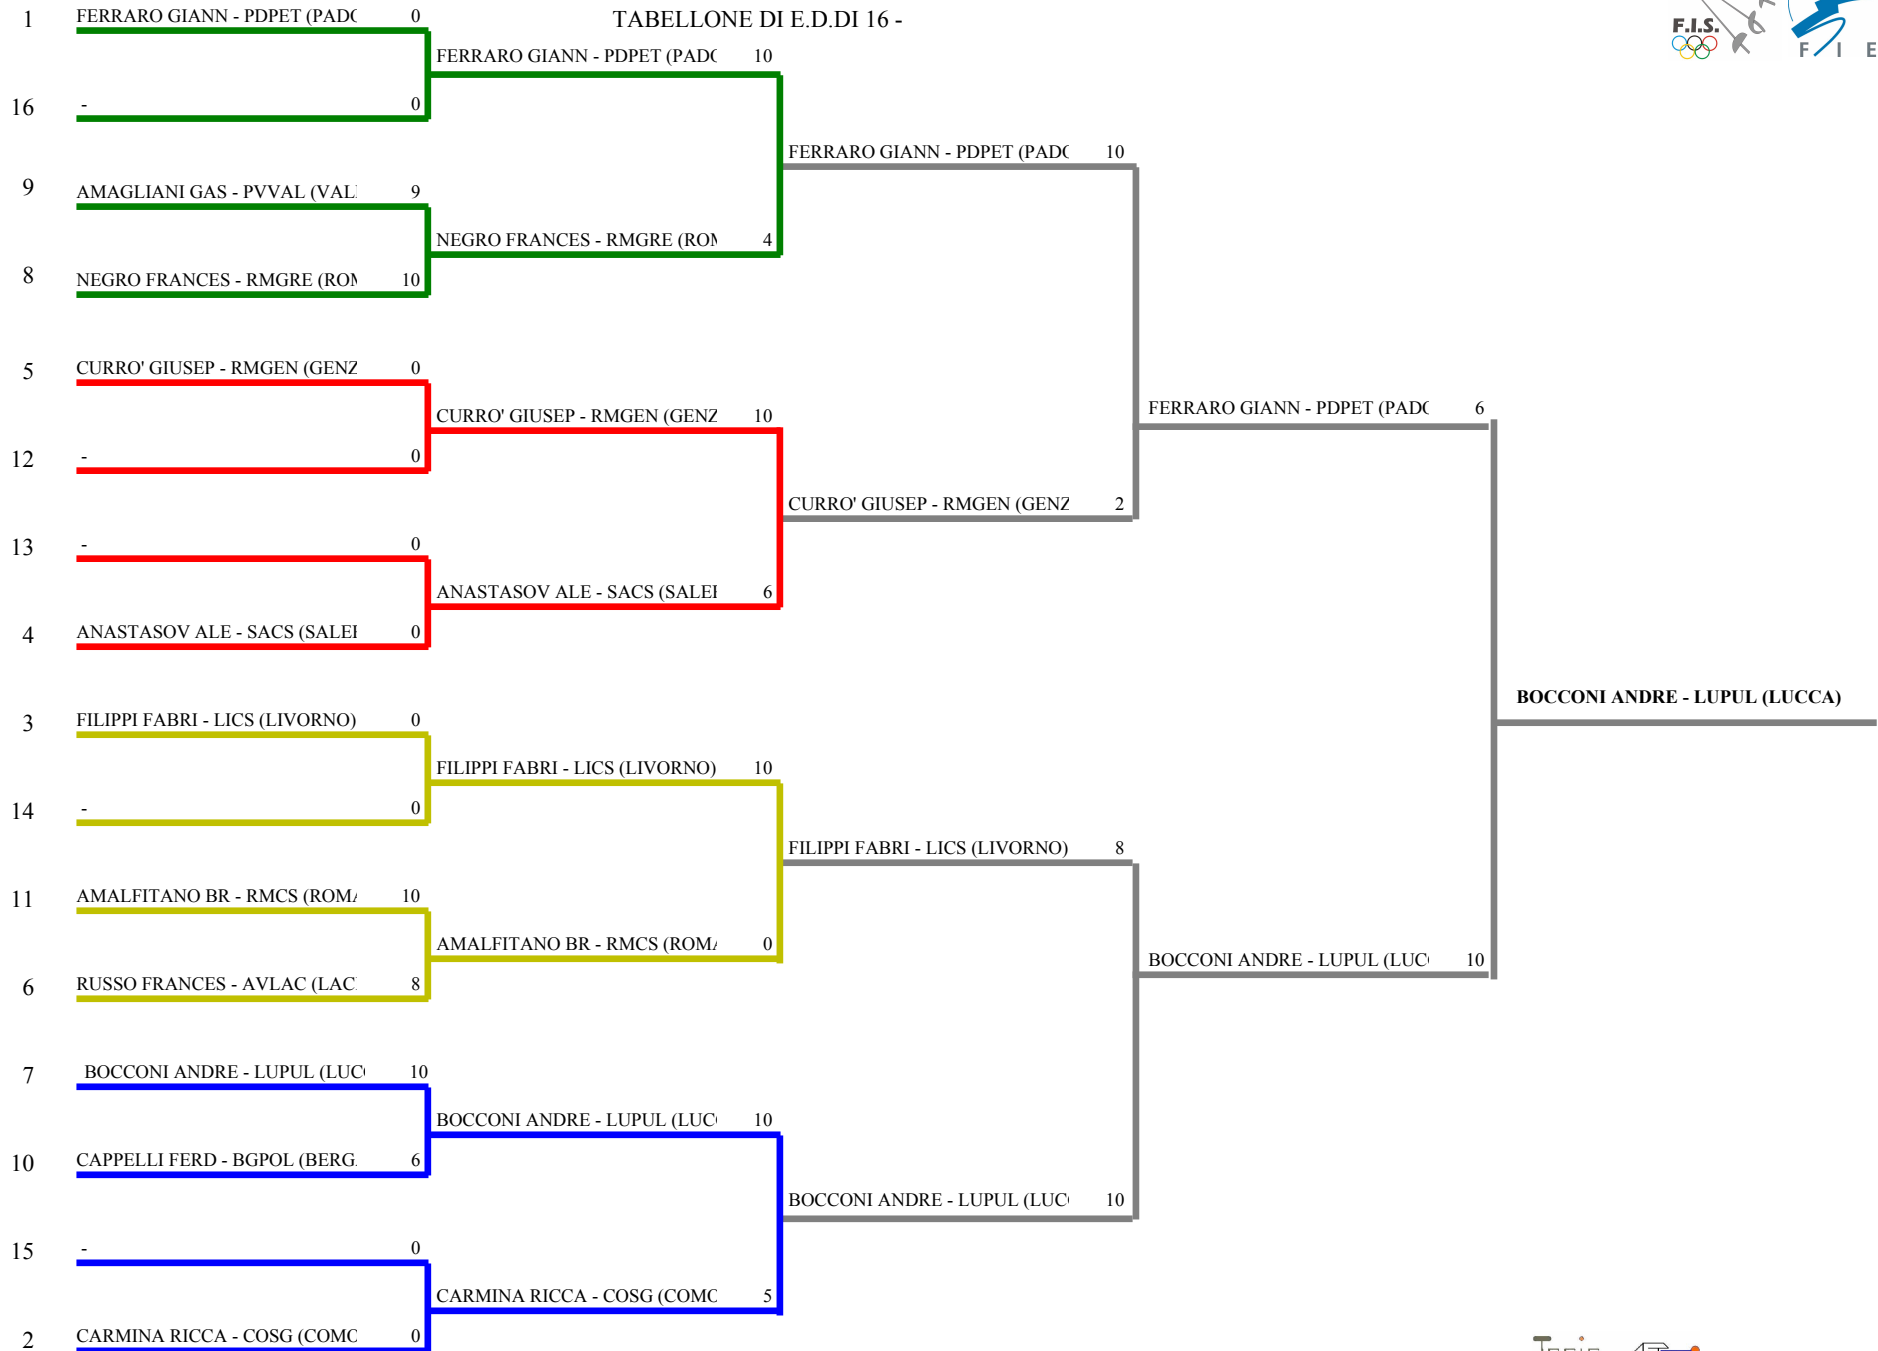 TABELLONE DI E.D.DI 16 -
F.I.S.
F I E
1 FERRARO GIANN - PDPET (PADO 0
FERRARO GIANN - PDPET (PADO 10
16 - 0
FERRARO GIANN - PDPET (PADO 10
9 AMAGLIANI GAS - PVVAL (VAL 9
NEGRO FRANCES - RMGRE (ROM 4
8 NEGRO FRANCES - RMGRE (ROM 10
5 CURRO' GIUSEP - RMGEN (GENZ 0
CURRO' GIUSEP - RMGEN (GENZ 10
FERRARO GIANN - PDPET (PADO 6
12 - 0
CURRO' GIUSEP - RMGEN (GENZ 2
13 - 0
ANASTASOV ALE - SACS (SALER 6
4 ANASTASOV ALE - SACS (SALER 0
BOCCONI ANDRE - LUPUL (LUCCA)
3 FILIPPI FABRI - LICS (LIVORNO) 0
FILIPPI FABRI - LICS (LIVORNO) 10
14 - 0
FILIPPI FABRI - LICS (LIVORNO) 8
11 AMALFITANO BR - RMCS (ROMA 10
AMALFITANO BR - RMCS (ROMA 0
BOCCONI ANDRE - LUPUL (LUC 10
6 RUSSO FRANCES - AVLAC (LAC 8
7 BOCCONI ANDRE - LUPUL (LUC 10
BOCCONI ANDRE - LUPUL (LUC 10
10 CAPPELLI FERD - BGPOL (BERG 6
BOCCONI ANDRE - LUPUL (LUC 10
15 - 0
CARMINA RICCA - COSG (COMO 5
2 CARMINA RICCA - COSG (COMO 0